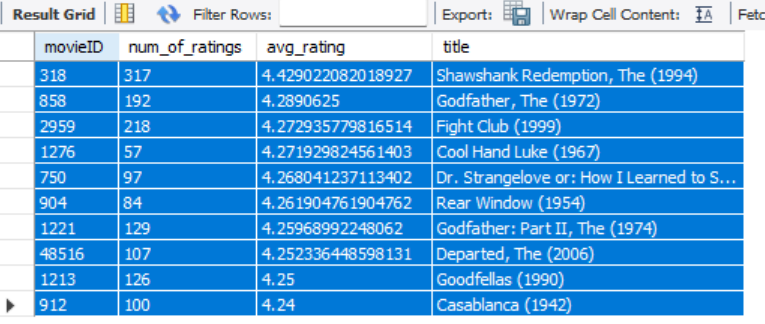 Result Grid Filter Rows: Export: Wrap Cell Content: IA Fetc
movieID num_of_ratings avg_rating title
318 317 4.429022082018927 Shawshank Redemption, The (1994)
858 192 4.2890625 Godfather, The (1972)
2959 218 4.272935779816514 Fight Club (1999)
1276 57 4.271929824561403 Cool Hand Luke (1967)
750 97 4.268041237113402 Dr. Strangelove or: How I Learned to S...
904 84 4.261904761904762 Rear Window (1954)
1221 129 4.25968992248062 Godfather: Part II, The (1974)
48516 107 4.252336448598131 Departed, The (2006)
1213 126 4.25 Goodfellas (1990)
912 100 4.24 Casablanca (1942)